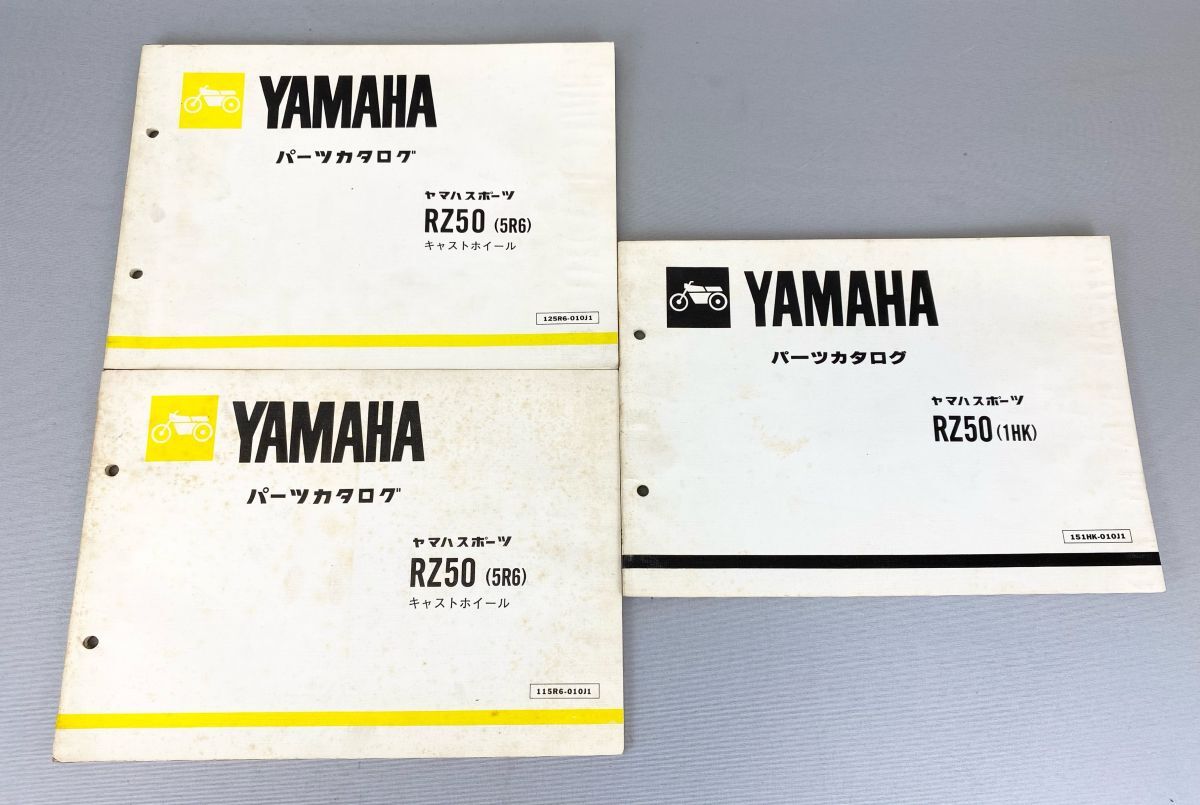 YAMAHA
パーツカタログ
ヤマハスポーツ
RZ50 (5R6)
キャストホイール
125R6-010J1
YAMAHA
パーツカタログ
ヤマハスポーツ
RZ50 (5R6)
キャストホイール
115R6-010J1
YAMAHA
パーツカタログ
ヤマハスポーツ
RZ50 (1HK)
151HK-010J1